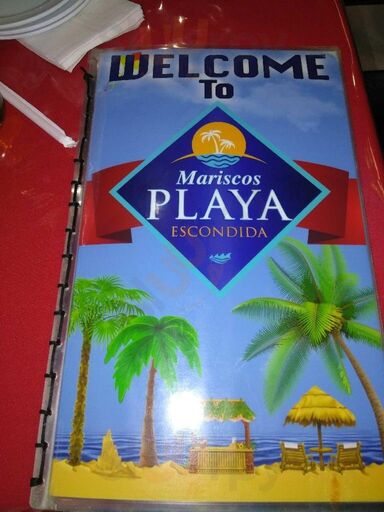 WELCOME
To
Mariscos
PLAYA
ESCONDIDA